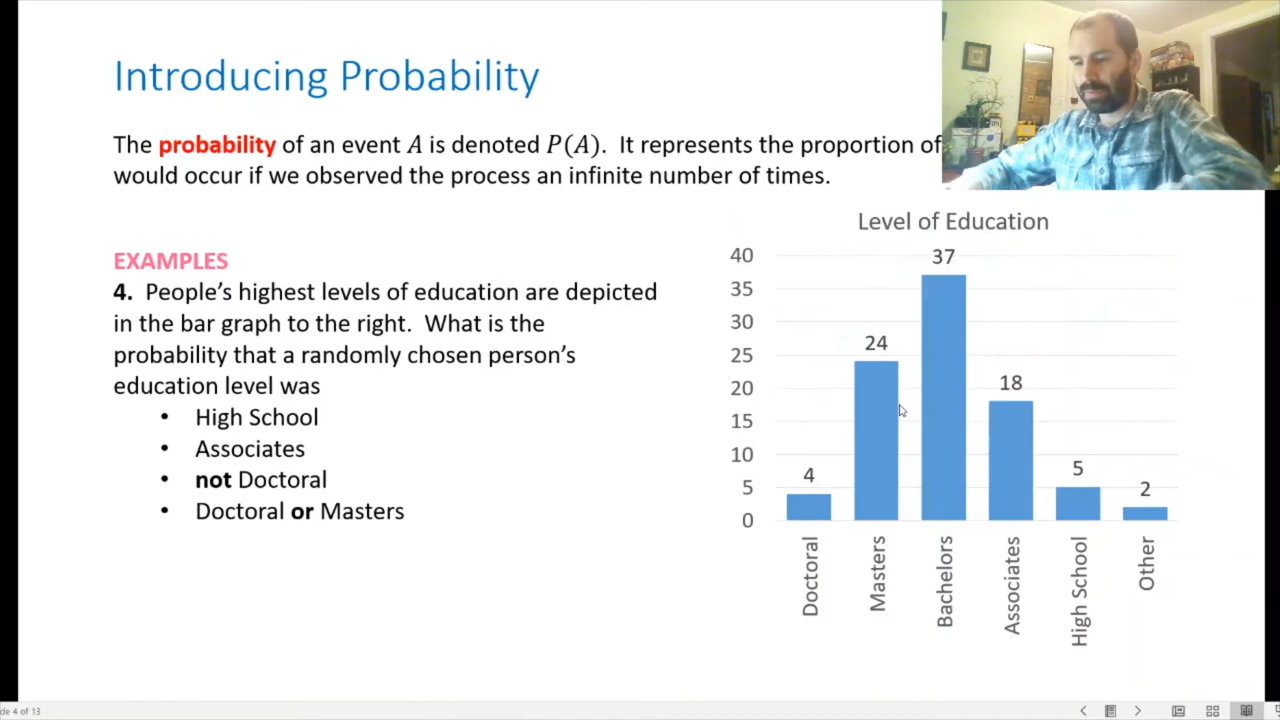 Introducing Probability
The probability of an event A is denoted P(A). It represents the proportion of
would occur if we observed the process an infinite number of times.
EXAMPLES
4. People's highest levels of education are depicted
in the bar graph to the right. What is the
probability that a randomly chosen person's
education level was
• High School
• Associates
• not Doctoral
• Doctoral or Masters
Level of Education
40
35
30
25
20
15
10
5
0
4
24
37
18
5
2
Doctoral
Masters
Bachelors
Associates
High School
Other
de 4 of 13